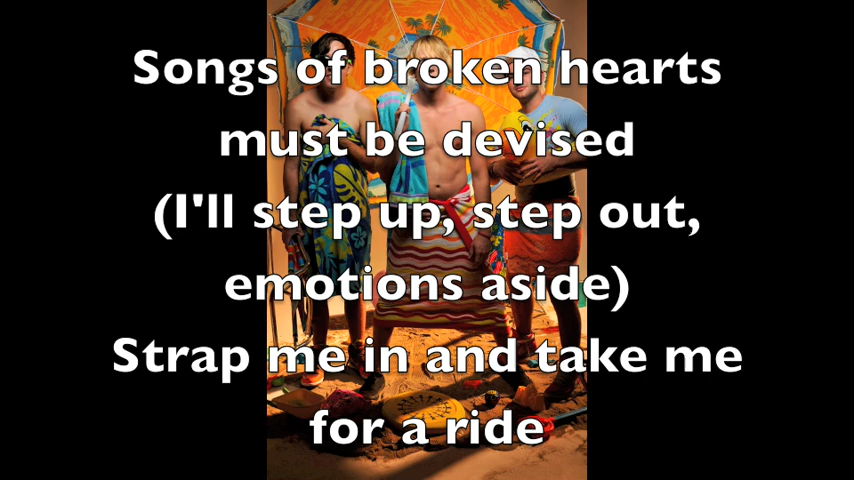 Songs of broken hearts
must be devised
(I'll step up, step out,
emotions aside)
Strap me in and take me
for a ride